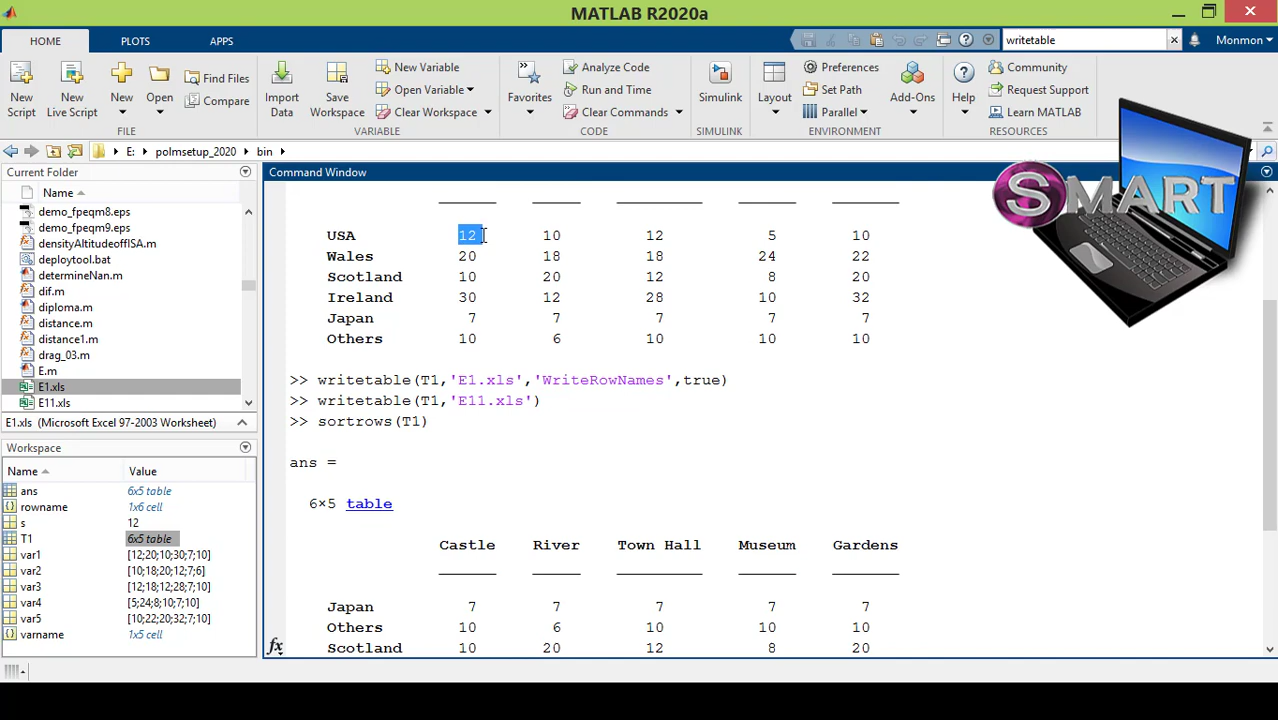 MATLAB R2020a
HOME PLOTS APPS
writetable
Monmon
New Script
New Live Script
New
Open
Find Files
Compare
FILE
Import Data
Save Workspace
New Variable
Open Variable
Clear Workspace
VARIABLE
Favorites
Analyze Code
Run and Time
Clear Commands
CODE
Simulink
SIMULINK
Layout
Preferences
Set Path
Parallel
Add-Ons
ENVIRONMENT
Help
Community
Request Support
Learn MATLAB
RESOURCES
SMART
E: ▸ polmsetup_2020 ▸ bin ▸
Current Folder
Name
demo_fpeqm8.eps
demo_fpeqm9.eps
densityAltitudeoffISA.m
deploytool.bat
determineNan.m
dif.m
diploma.m
distance.m
distance1.m
drag_03.m
E.m
E1.xls
E11.xls
E1.xls (Microsoft Excel 97-2003 Worksheet)
Workspace
Name Value
ans 6x5 table
rowname 1x6 cell
s 12
T1 6x5 table
var1 [12;20;10;30;7;10]
var2 [10;18;20;12;7;6]
var3 [12;18;12;28;7;10]
var4 [5;24;8;10;7;10]
var5 [10;22;20;32;7;10]
varname 1x5 cell
Command Window
USA 12 10 12 5 10
Wales 20 18 18 24 22
Scotland 10 20 12 8 20
Ireland 30 12 28 10 32
Japan 7 7 7 7 7
Others 10 6 10 10 10
>> writetable(T1,'E1.xls','WriteRowNames',true)
>> writetable(T1,'E11.xls')
>> sortrows(T1)
ans =
6×5 table
Castle River Town Hall Museum Gardens
Japan 7 7 7 7 7
Others 10 6 10 10 10
Scotland 10 20 12 8 20
fx